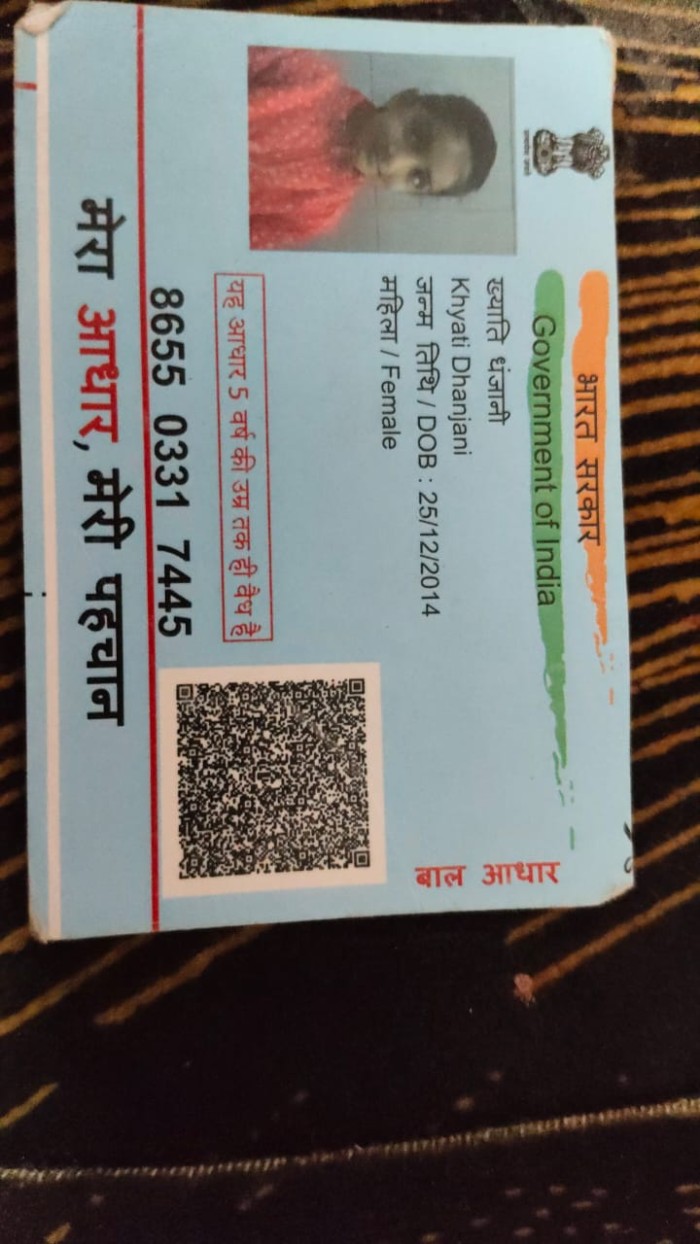 भारत सरकार
Government of India
ख्याति धंजानी
Khyati Dhanjani
जन्म तिथि / DOB : 25/12/2014
महिला / Female
बाल आधार
यह आधार 5 वर्ष की उम्र तक ही वैध है
8655 0331 7445
मेरा आधार, मेरी पहचान